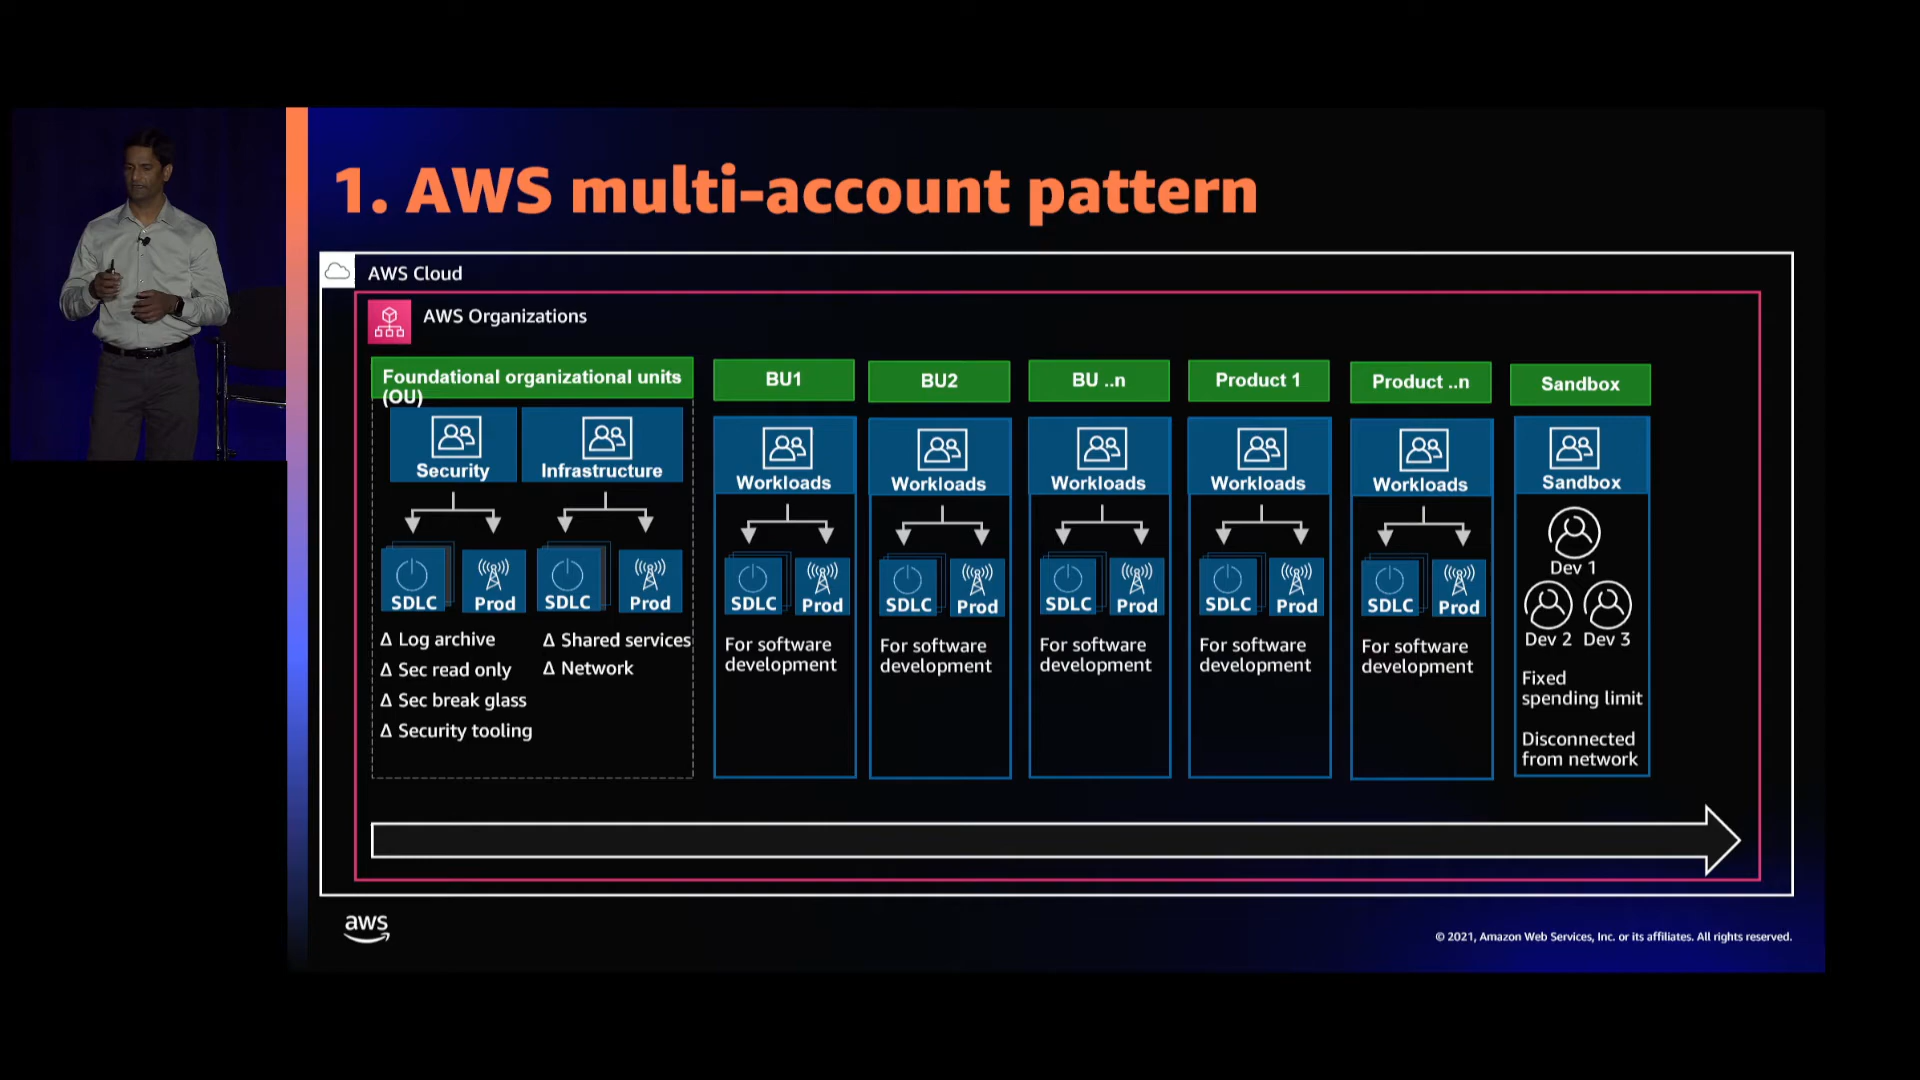 1. AWS multi-account pattern
AWS Cloud
AWS Organizations
Foundational organizational units
(OU)
Security
Infrastructure
SDLC
Prod
SDLC
Prod
Δ Log archive
Δ Sec read only
Δ Sec break glass
Δ Security tooling
Δ Shared services
Δ Network
BU1
Workloads
SDLC
Prod
For software
development
BU2
Workloads
SDLC
Prod
For software
development
BU ..n
Workloads
SDLC
Prod
For software
development
Product 1
Workloads
SDLC
Prod
For software
development
Product ..n
Workloads
SDLC
Prod
For software
development
Sandbox
Sandbox
Dev 1
Dev 2
Dev 3
Fixed
spending limit
Disconnected
from network
aws
© 2021, Amazon Web Services, Inc. or its affiliates. All rights reserved.